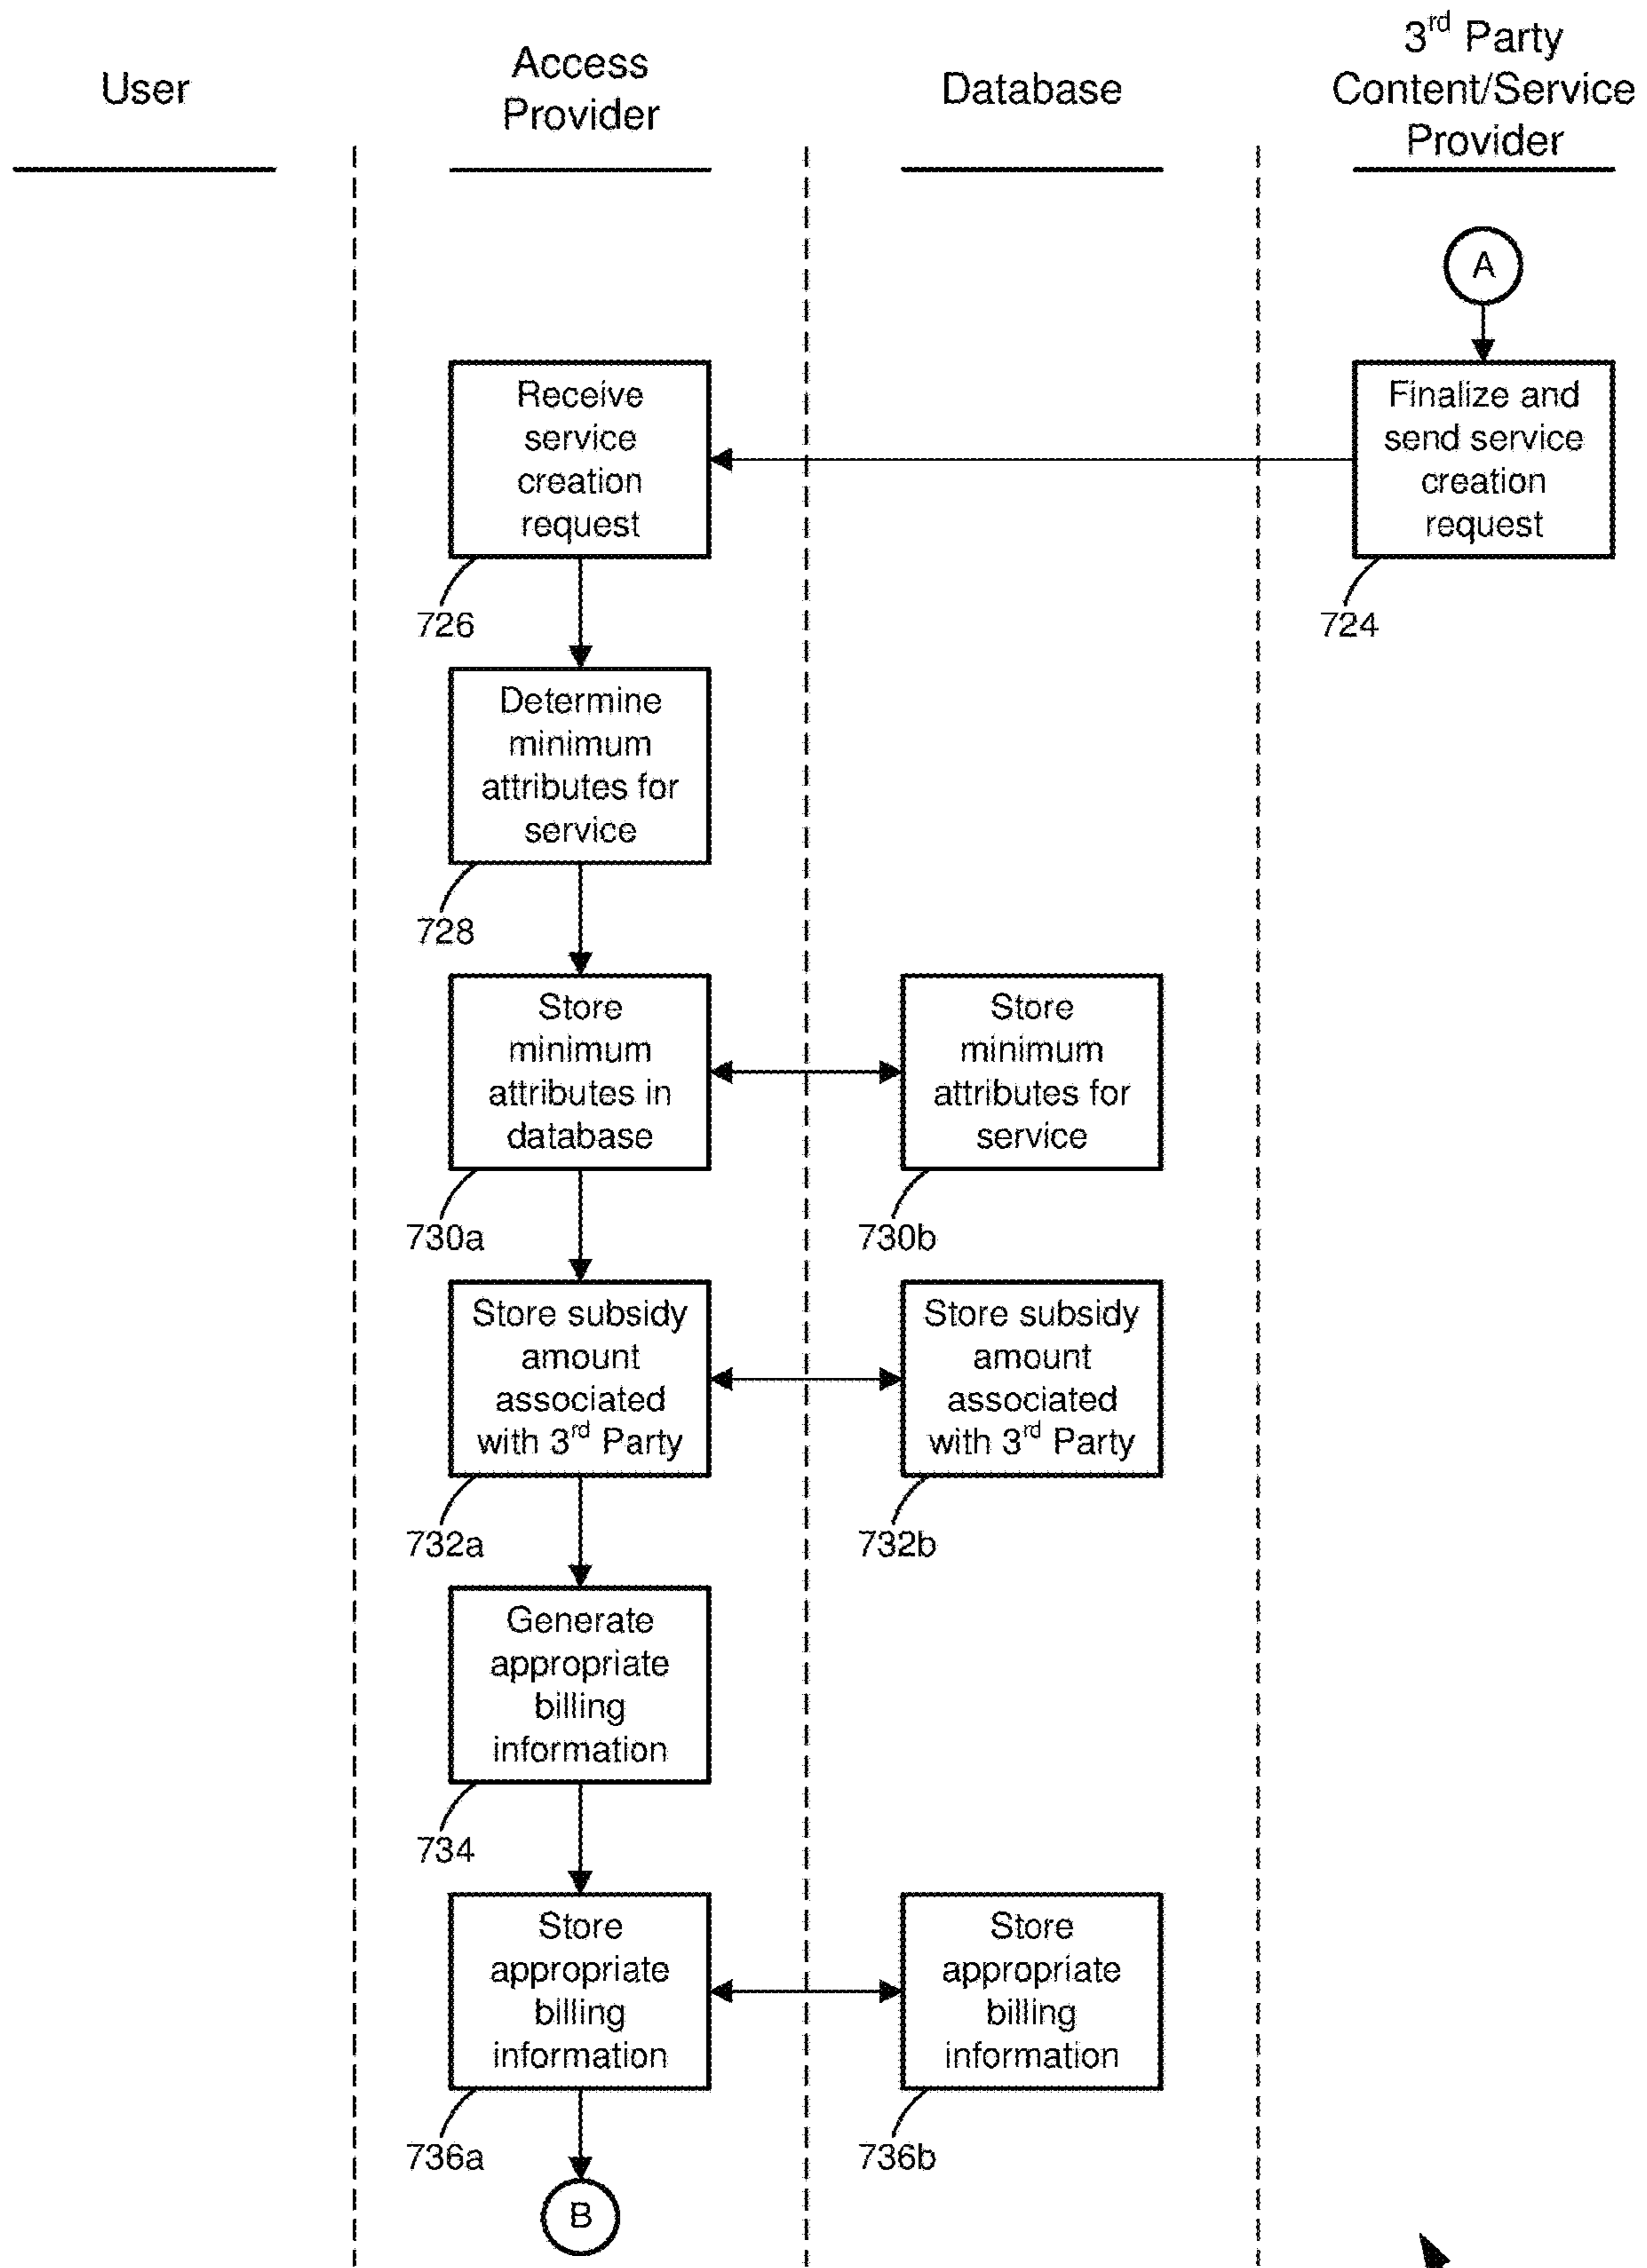 User
Access
Provider
Database
3rd Party
Content/Service
Provider
A
Receive
service
creation
request
726
Finalize and
send service
creation
request
724
Determine
minimum
attributes for
service
728
Store
minimum
attributes in
database
730a
Store
minimum
attributes for
service
730b
Store subsidy
amount
associated
with 3rd Party
732a
Store subsidy
amount
associated
with 3rd Party
732b
Generate
appropriate
billing
information
734
Store
appropriate
billing
information
736a
Store
appropriate
billing
information
736b
B